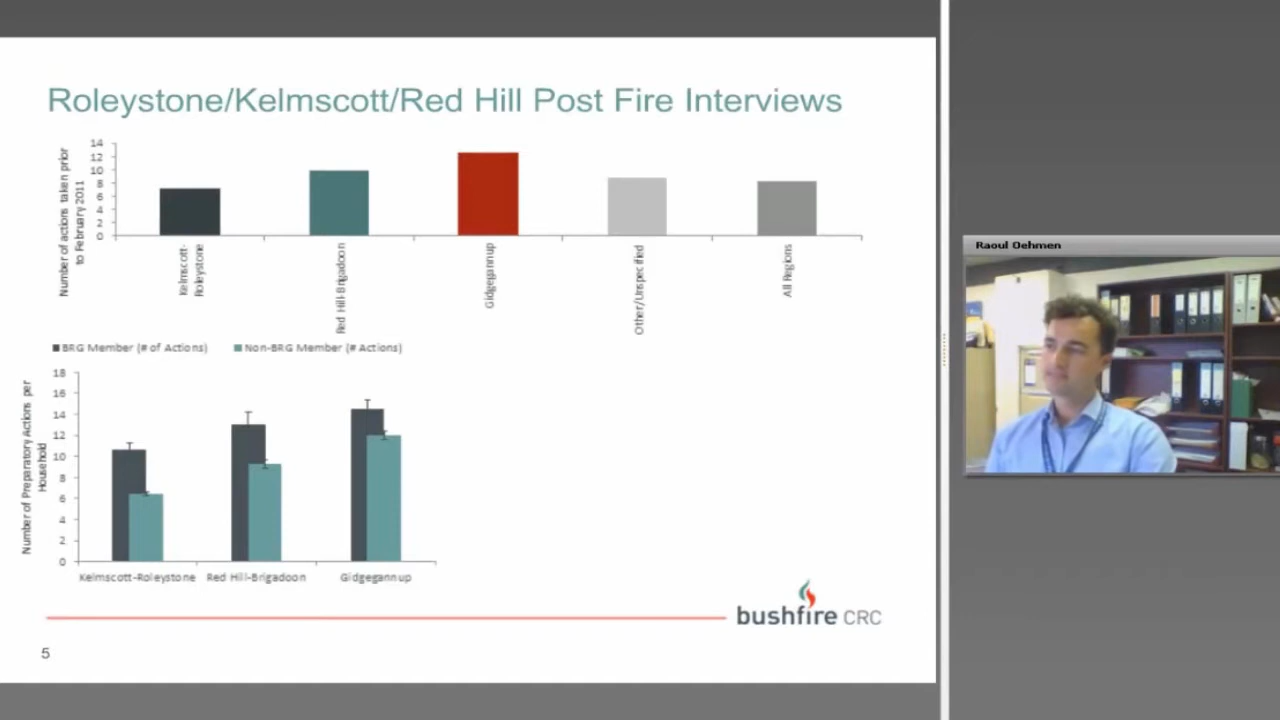 Roleystone/Kelmscott/Red Hill Post Fire Interviews
Number of actions taken prior
to February 2011
14
12
10
8
6
4
2
0
Kelmscott-
Roleystone
Red Hill-Brigadoon
Gidgegannup
Other/Unspecified
All Regions
BRG Member (# of Actions)
Non-BRG Member (# Actions)
Number of Preparatory Actions per
Household
18
16
14
12
10
8
6
4
2
0
Kelmscott-Roleystone
Red Hill-Brigadoon
Gidgegannup
bushfire CRC
5
Raoul Oehmen